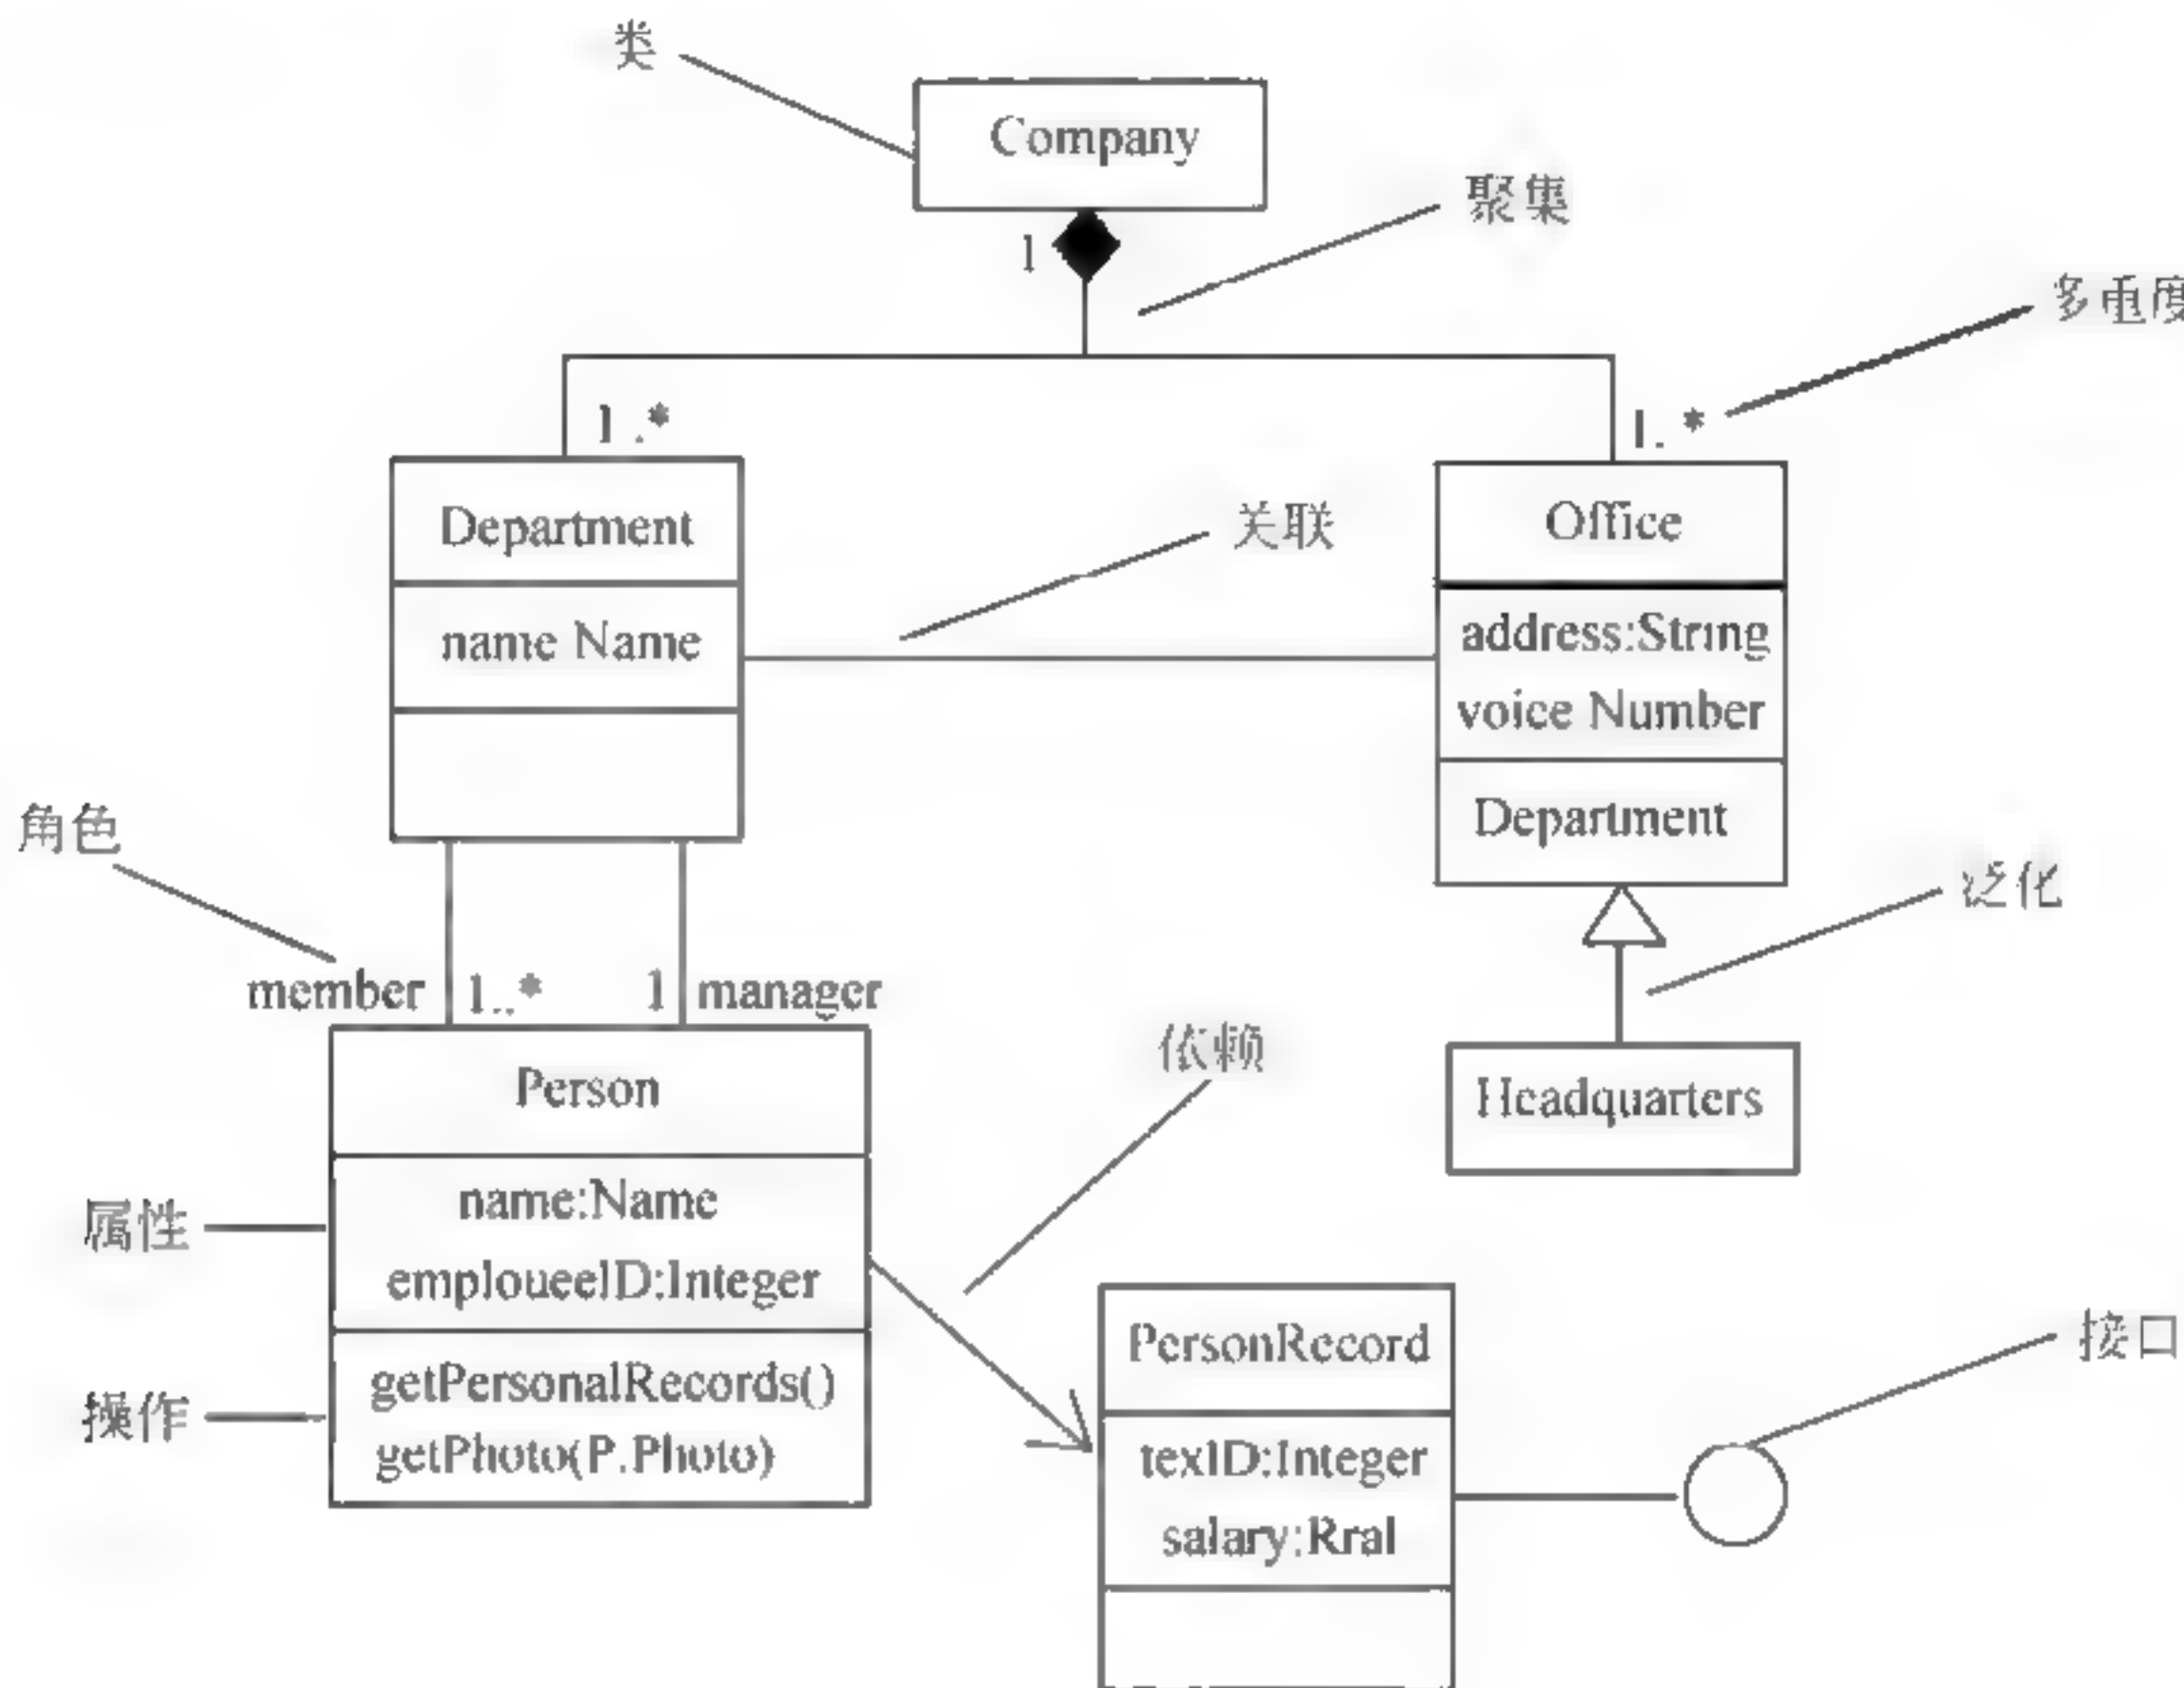 类
Company
聚集
1
多重度
1..*
1..*
Department
Office
关联
name Name
address:String
voice Number
Department
角色
泛化
member
1..*
1
manager
依赖
Person
Headquarters
属性
name:Name
emploueeID:Integer
PersonRecord
接口
操作
getPersonalRecords()
getPhoto(P.Photo)
texID:Integer
salary:Rral